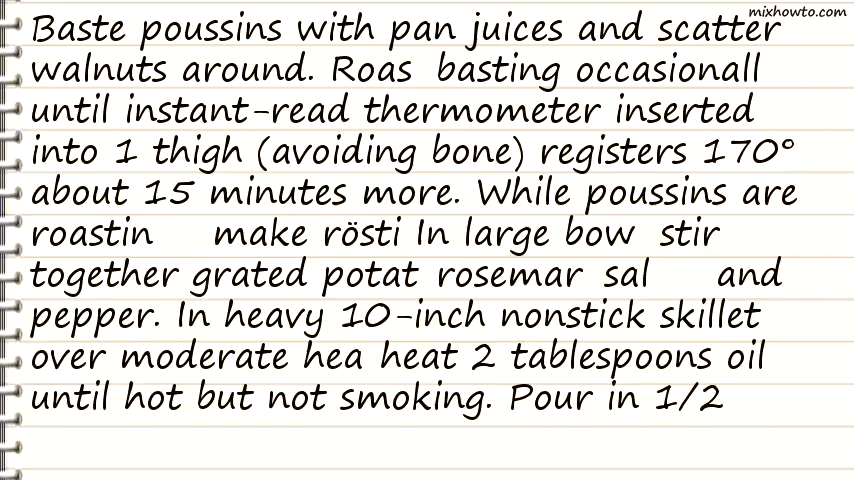 mixhowto.com
Baste poussins with pan juices and scatter
walnuts around. Roas basting occasionall
until instant-read thermometer inserted
into 1 thigh (avoiding bone) registers 170°
about 15 minutes more. While poussins are
roastin make rösti In large bow stir
together grated potat rosemar sal and
pepper. In heavy 10-inch nonstick skillet
over moderate hea heat 2 tablespoons oil
until hot but not smoking. Pour in 1/2